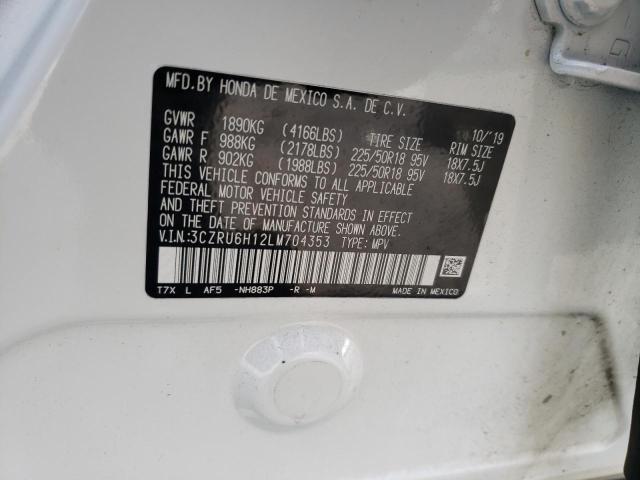 MFD.BY HONDA DE MEXICO S.A. DE C.V.
10/'19
GVWR 1890KG (4166LBS) TIRE SIZE RIM SIZE
GAWR F 988KG (2178LBS) 225/50R18 95V 18X7.5J
GAWR R 902KG (1988LBS) 225/50R18 95V 18X7.5J
THIS VEHICLE CONFORMS TO ALL APPLICABLE
FEDERAL MOTOR VEHICLE SAFETY
AND THEFT PREVENTION STANDARDS IN EFFECT
ON THE DATE OF MANUFACTURE SHOWN ABOVE.
V.I.N:3CZRU6H12LM704353 TYPE: MPV
T7X L AF5 -NH883P -R -M MADE IN MEXICO